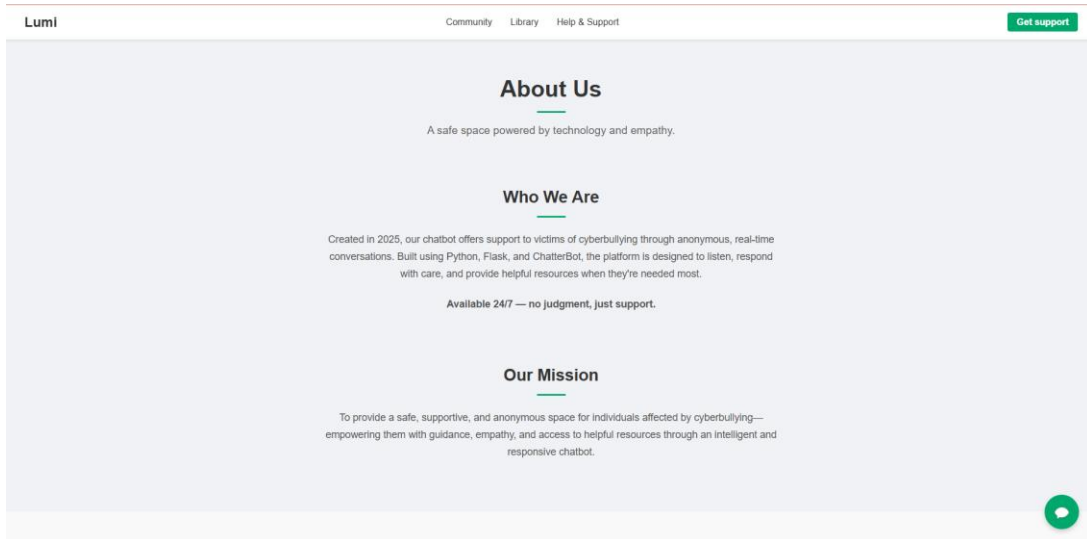 Lumi
Community
Library
Help & Support
Get support
About Us
A safe space powered by technology and empathy.
Who We Are
Created in 2025, our chatbot offers support to victims of cyberbullying through anonymous, real-time
conversations. Built using Python, Flask, and ChatterBot, the platform is designed to listen, respond
with care, and provide helpful resources when they're needed most.
Available 24/7 — no judgment, just support.
Our Mission
To provide a safe, supportive, and anonymous space for individuals affected by cyberbullying—
empowering them with guidance, empathy, and access to helpful resources through an intelligent and
responsive chatbot.